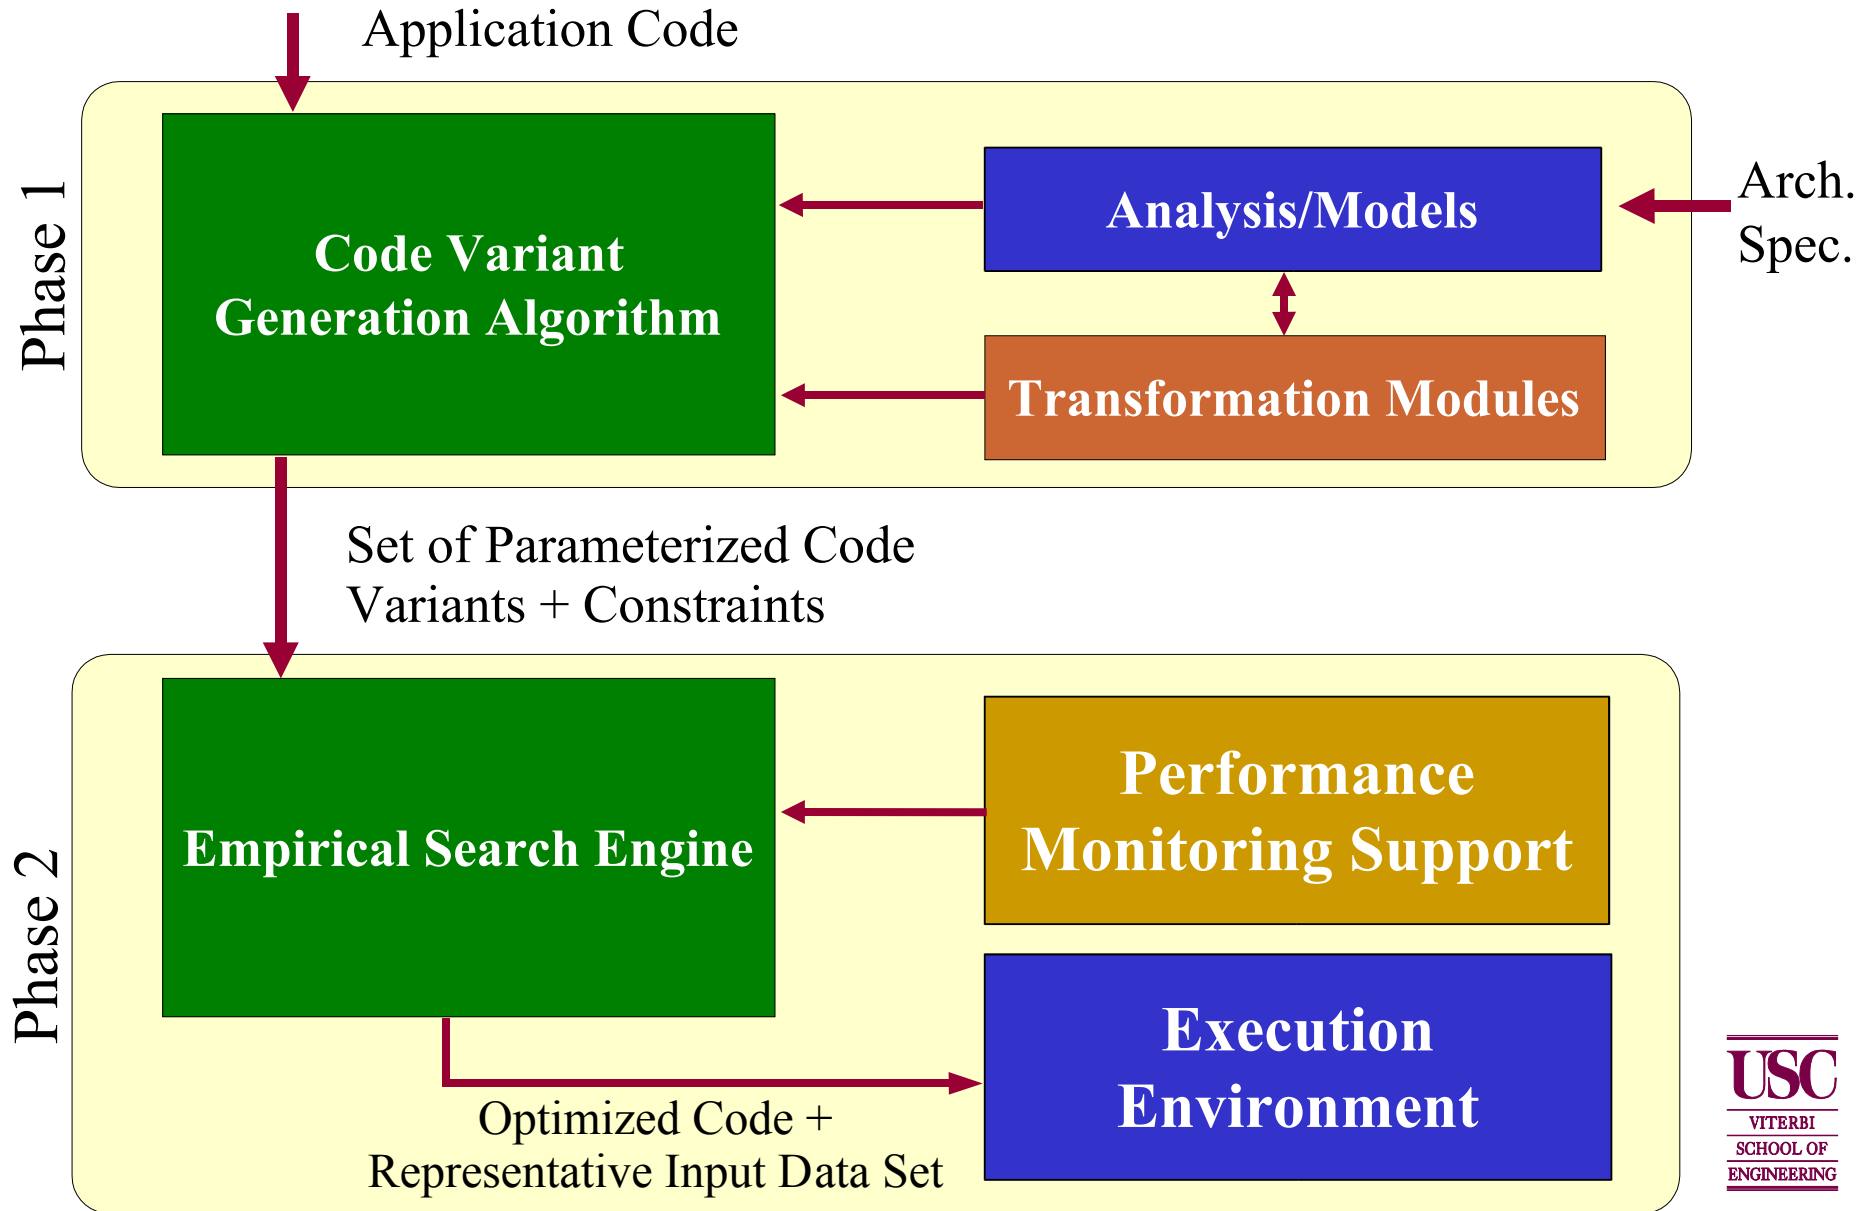 Application Code
Phase 1
Code Variant
Generation Algorithm
Analysis/Models
Transformation Modules
Arch.
Spec.
Set of Parameterized Code
Variants + Constraints
Phase 2
Empirical Search Engine
Performance
Monitoring Support
Execution
Environment
Optimized Code +
Representative Input Data Set
USC
VITERBI
SCHOOL OF
ENGINEERING